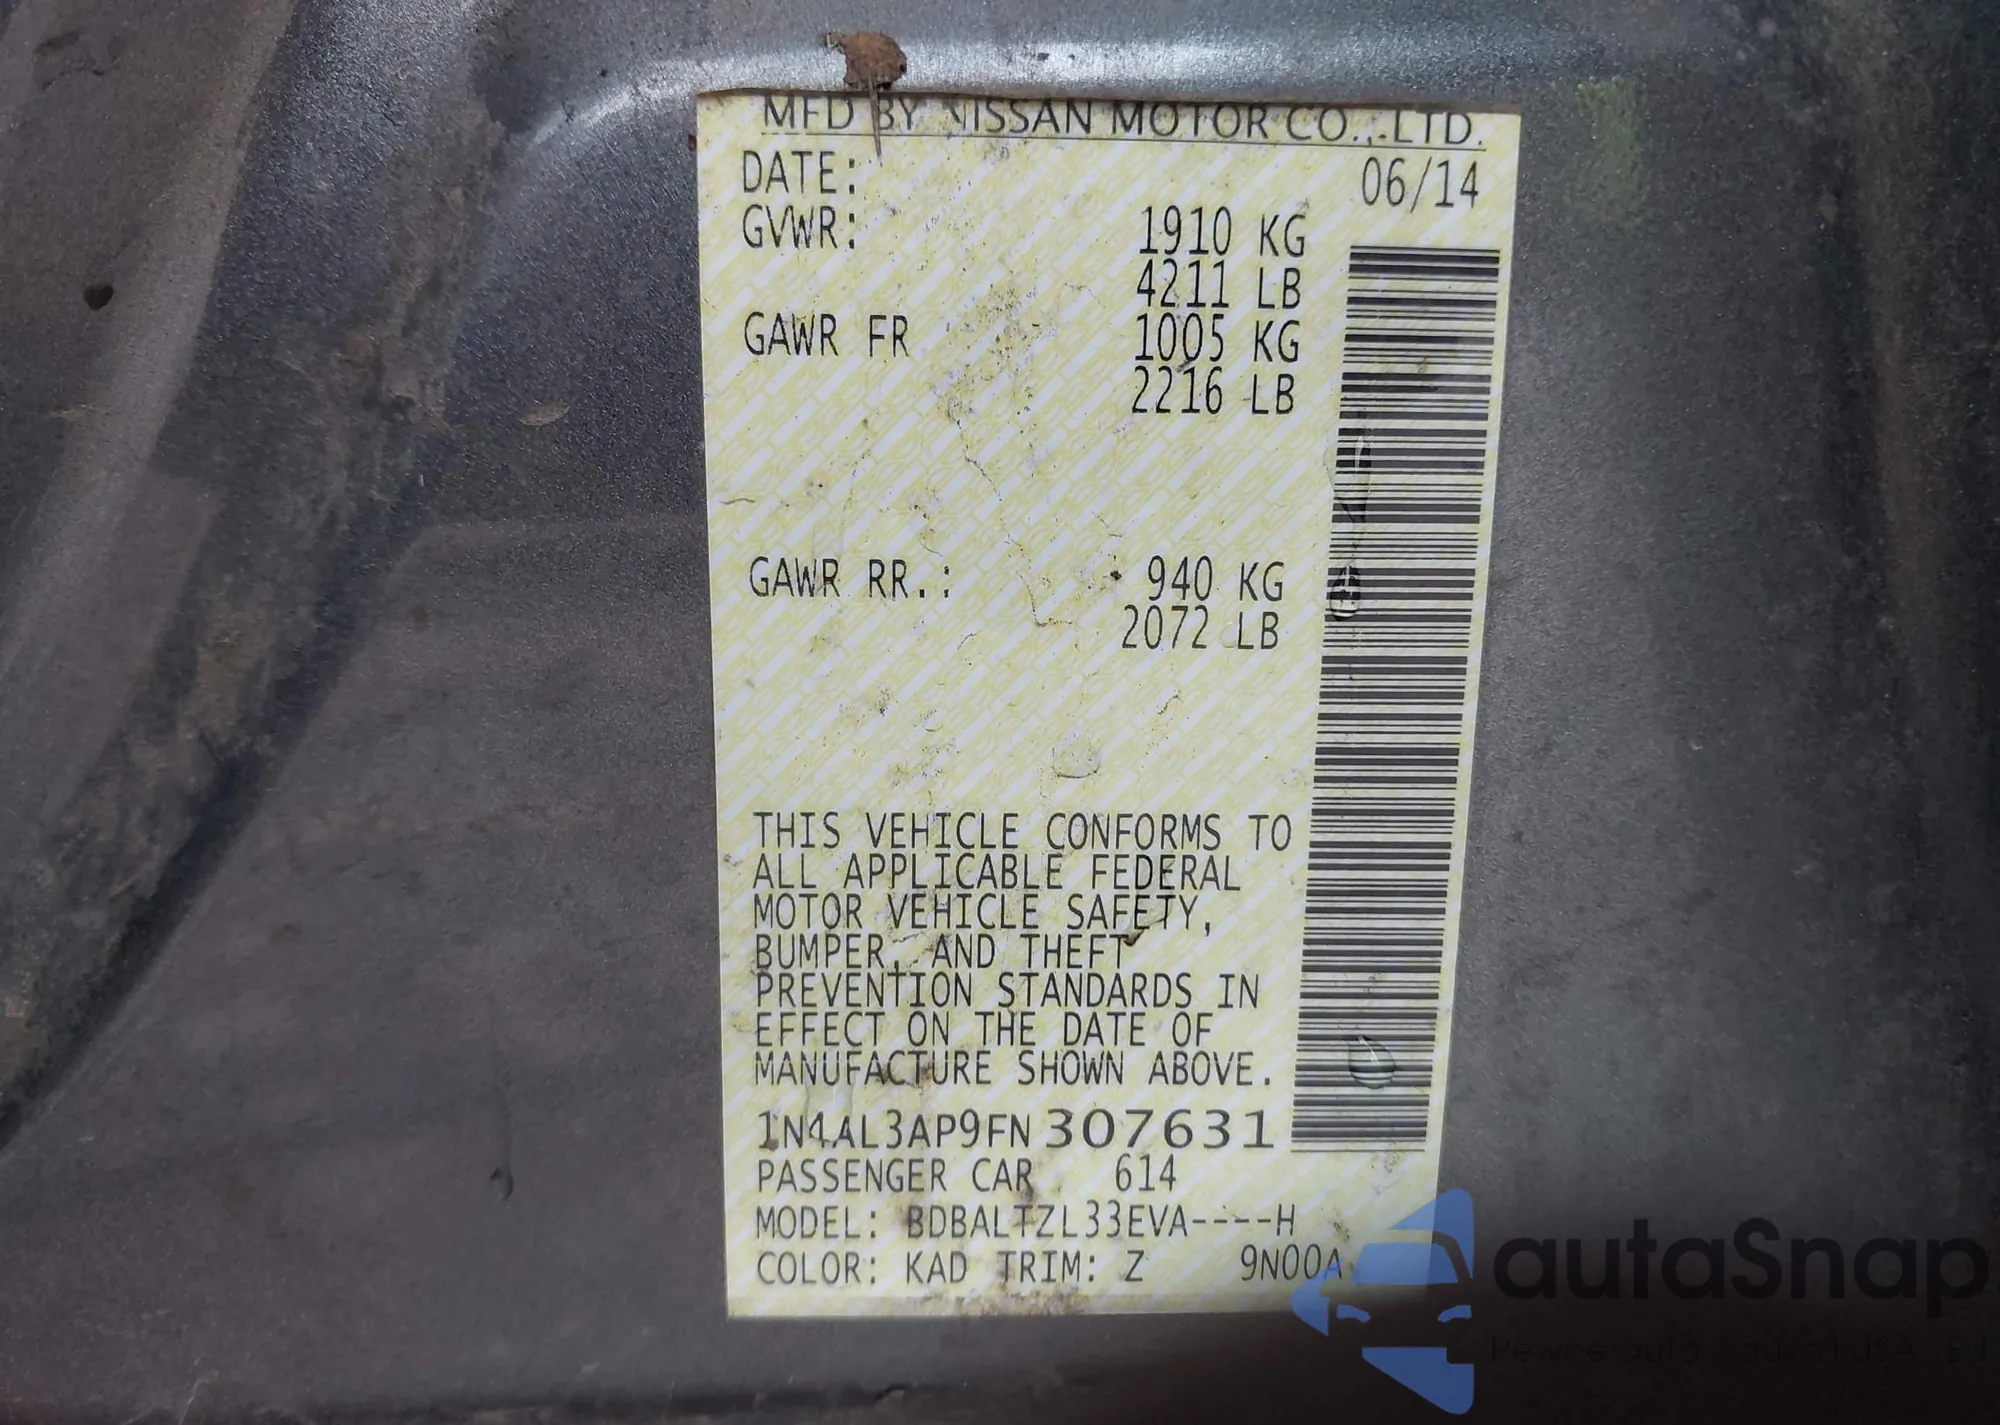 MFD BY NISSAN MOTOR CO.,.LTD.
DATE: 06/14
GVWR: 1910 KG
4211 LB
GAWR FR 1005 KG
2216 LB
GAWR RR.: 940 KG
2072 LB
THIS VEHICLE CONFORMS TO
ALL APPLICABLE FEDERAL
MOTOR VEHICLE SAFETY,
BUMPER, AND THEFT
PREVENTION STANDARDS IN
EFFECT ON THE DATE OF
MANUFACTURE SHOWN ABOVE.
1N4AL3AP9FN307631
PASSENGER CAR 614
MODEL: BDBALTZL33EVA----H
COLOR: KAD TRIM: Z 9N00A
autaSnap
Pewne auta